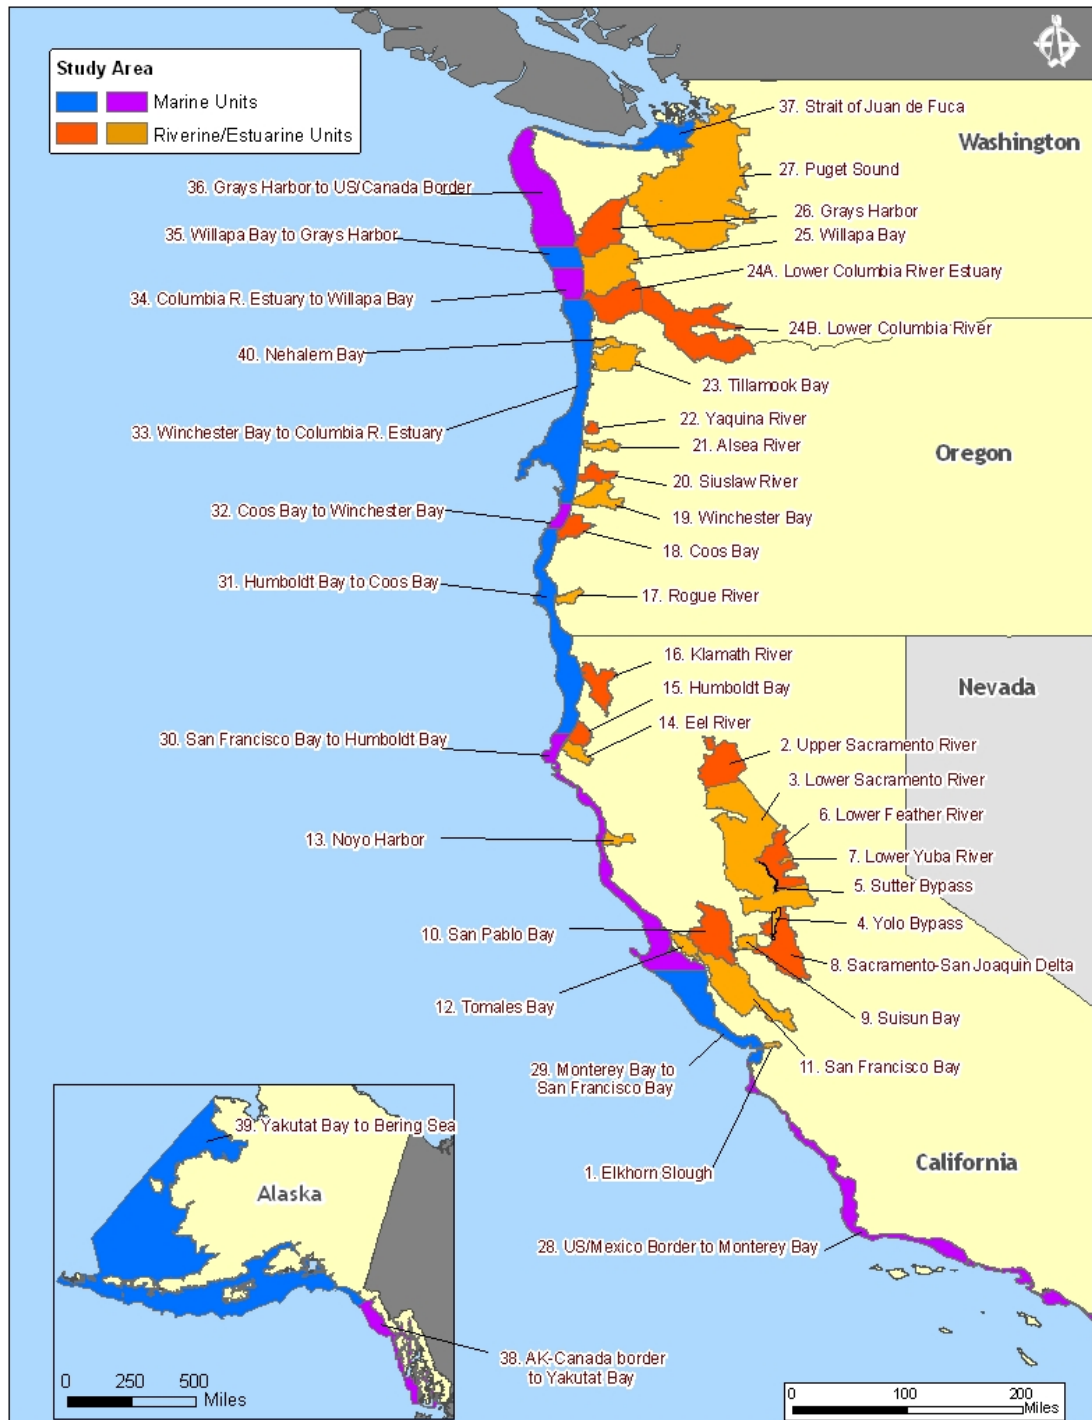 Study Area
Marine Units
Riverine/Estuarine Units
37. Strait of Juan de Fuca
Washington
27. Puget Sound
36. Grays Harbor to US/Canada Border
26. Grays Harbor
35. Willapa Bay to Grays Harbor
25. Willapa Bay
24A. Lower Columbia River Estuary
34. Columbia R. Estuary to Willapa Bay
24B. Lower Columbia River
40. Nehalem Bay
23. Tillamook Bay
22. Yaquina River
33. Winchester Bay to Columbia R. Estuary
21. Alsea River
Oregon
20. Siuslaw River
32. Coos Bay to Winchester Bay
19. Winchester Bay
18. Coos Bay
31. Humboldt Bay to Coos Bay
17. Rogue River
16. Klamath River
15. Humboldt Bay
Nevada
14. Eel River
30. San Francisco Bay to Humboldt Bay
2. Upper Sacramento River
3. Lower Sacramento River
6. Lower Feather River
13. Noyo Harbor
7. Lower Yuba River
5. Sutter Bypass
4. Yolo Bypass
10. San Pablo Bay
8. Sacramento-San Joaquin Delta
12. Tomales Bay
9. Suisun Bay
29. Monterey Bay to
San Francisco Bay
11. San Francisco Bay
39. Yakutat Bay to Bering Sea
1. Elkhorn Slough
California
Alaska
28. US/Mexico Border to Monterey Bay
38. AK-Canada border
to Yakutat Bay
0 250 500
Miles
0 100 200
Miles